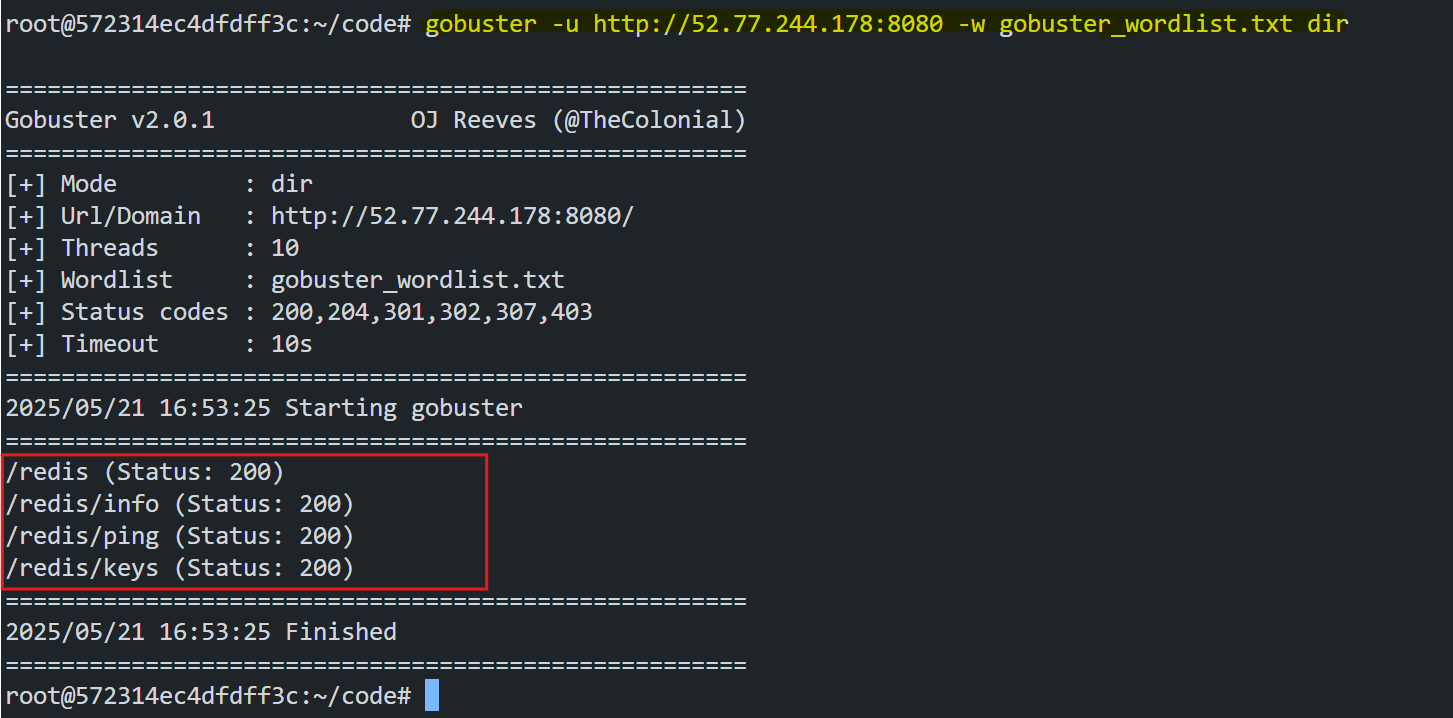 root@572314ec4dfdff3c:~/code# gobuster -u http://52.77.244.178:8080 -w gobuster_wordlist.txt dir
=====================================================
Gobuster v2.0.1              OJ Reeves (@TheColonial)
=====================================================
[+] Mode         : dir
[+] Url/Domain   : http://52.77.244.178:8080/
[+] Threads      : 10
[+] Wordlist     : gobuster_wordlist.txt
[+] Status codes : 200,204,301,302,307,403
[+] Timeout      : 10s
=====================================================
2025/05/21 16:53:25 Starting gobuster
=====================================================
/redis (Status: 200)
/redis/info (Status: 200)
/redis/ping (Status: 200)
/redis/keys (Status: 200)
=====================================================
2025/05/21 16:53:25 Finished
=====================================================
root@572314ec4dfdff3c:~/code#